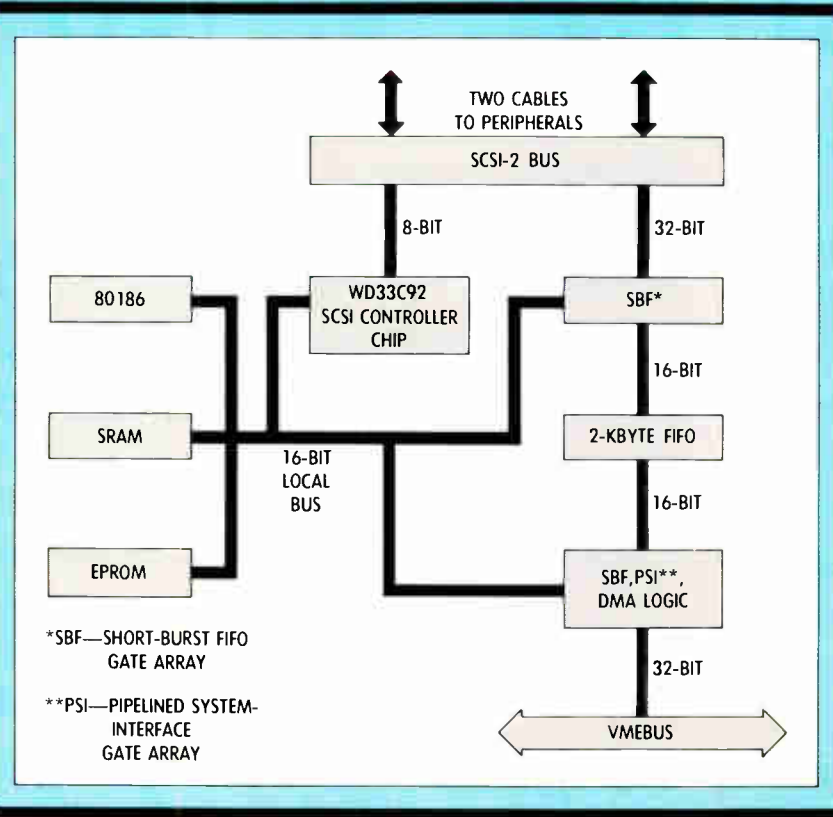 TWO CABLES
TO PERIPHERALS
SCSI-2 BUS
8-BIT
32-BIT
80186
WD33C92
SCSI CONTROLLER
CHIP
SBF*
16-BIT
SRAM
16-BIT
LOCAL
BUS
2-KBYTE FIFO
16-BIT
EPROM
SBF,PSI**,
DMA LOGIC
*SBF—SHORT-BURST FIFO
GATE ARRAY
32-BIT
**PSI—PIPELINED SYSTEM-
INTERFACE
GATE ARRAY
VMEBUS